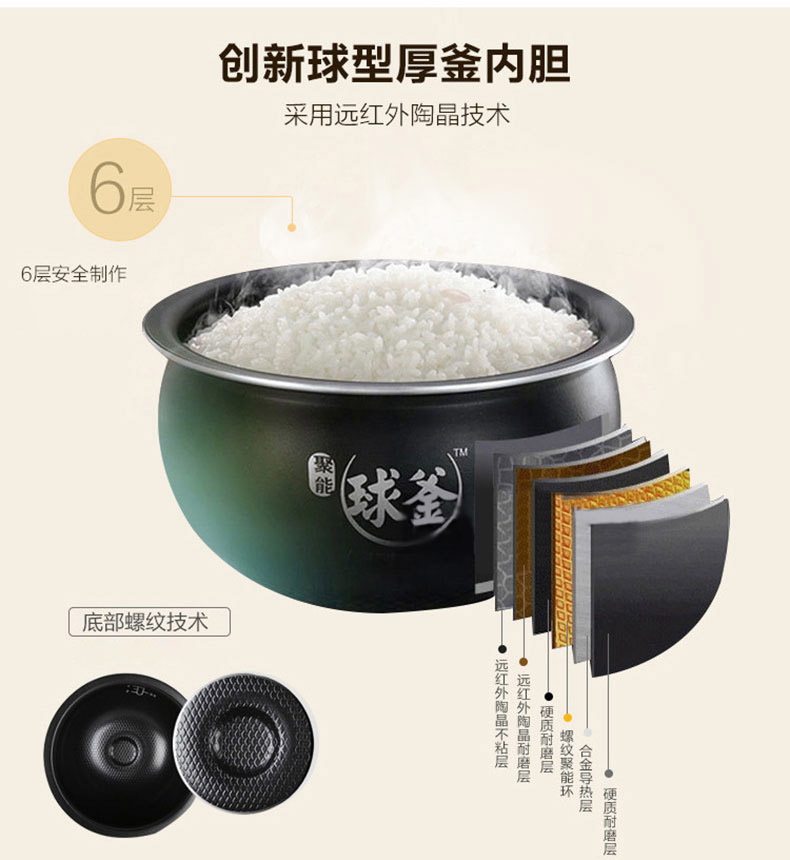 创新球型厚釜内胆
采用远红外陶晶技术
6层
6层安全制作
聚能
球釜TM
底部螺纹技术
远红外陶晶不粘层
远红外陶晶耐磨层
硬质耐磨层
螺纹聚能环
合金导热层
硬质耐磨层